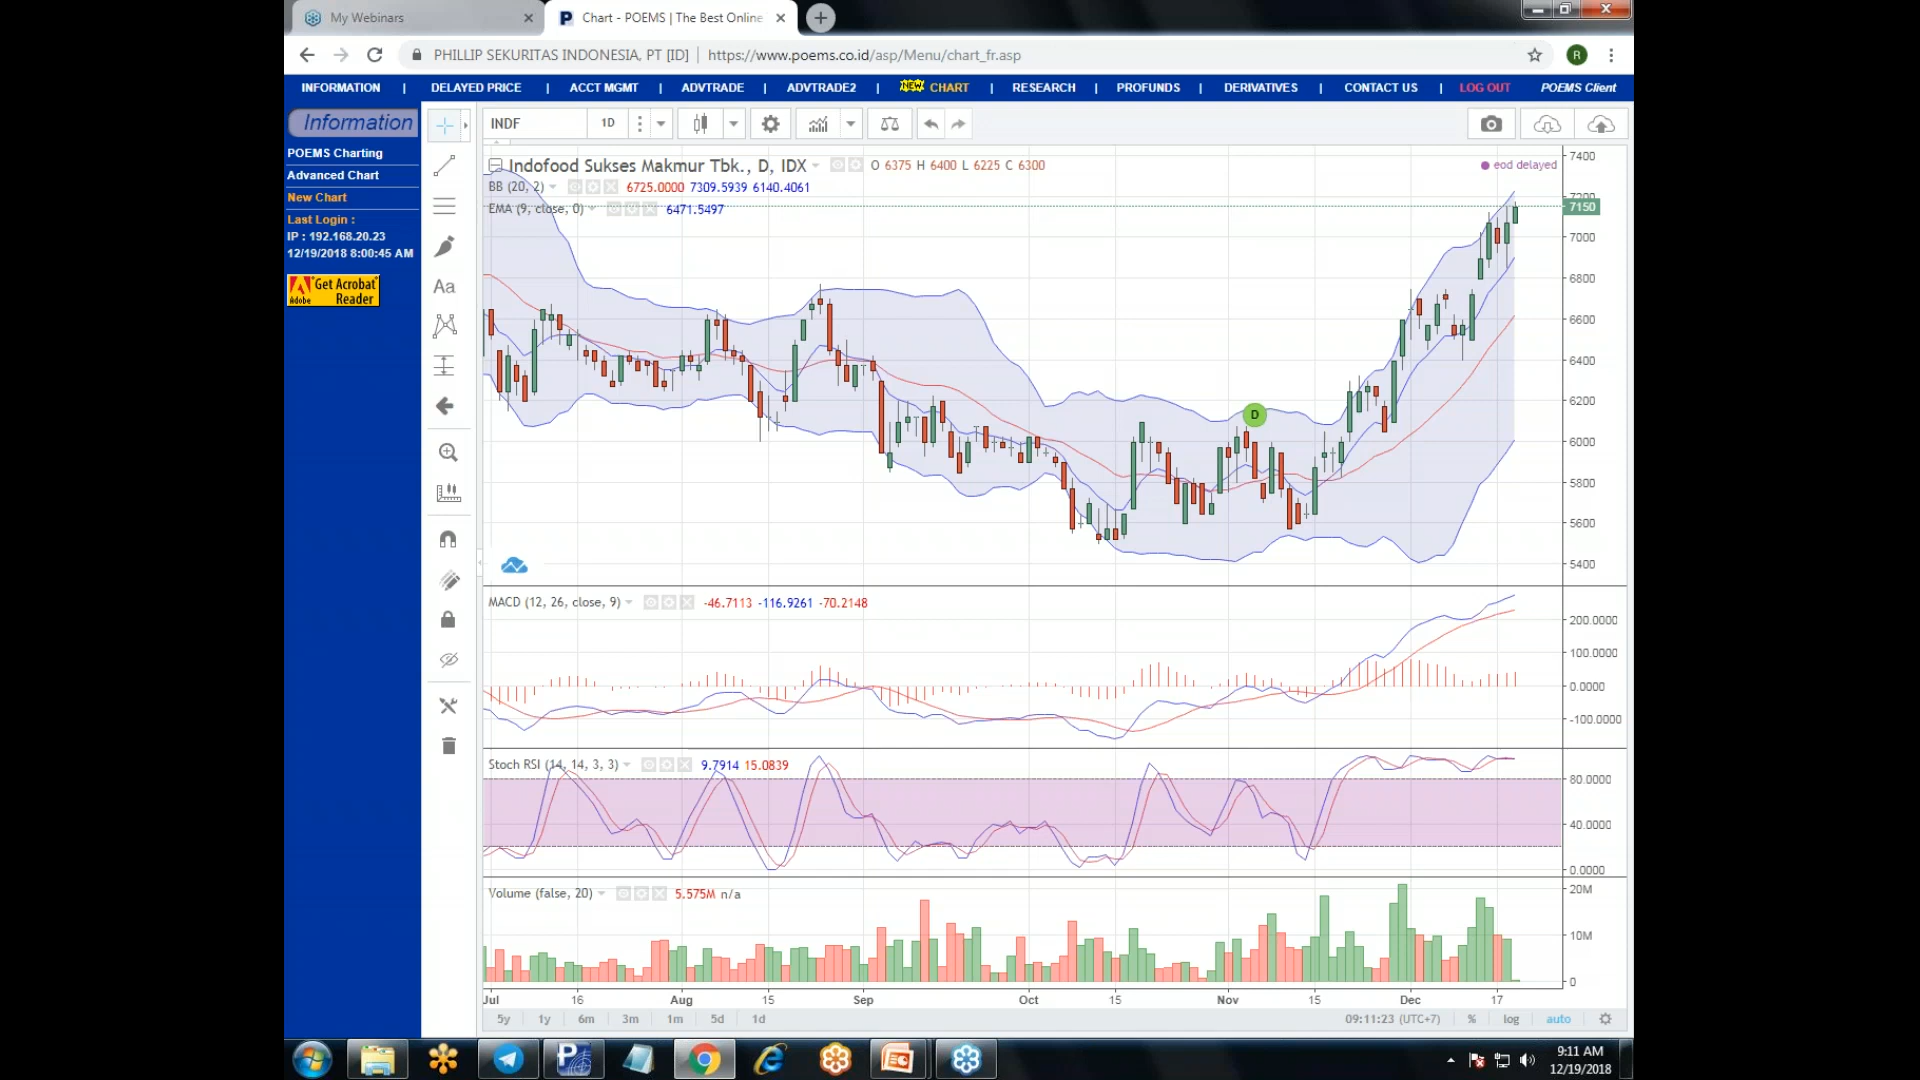 My Webinars
Chart - POEMS | The Best Online
PHILLIP SEKURITAS INDONESIA, PT [ID] | https://www.poems.co.id/asp/Menu/chart_fr.asp
R
INFORMATION | DELAYED PRICE | ACCT MGMT | ADVTRADE | ADVTRADE2 | NEW CHART | RESEARCH | PROFUNDS | DERIVATIVES | CONTACT US | LOG OUT POEMS Client
Information
POEMS Charting
Advanced Chart
New Chart
Last Login :
IP : 192.168.20.23
12/19/2018 8:00:45 AM
Get Acrobat
Adobe Reader
INDF 1D
Aa
Indofood Sukses Makmur Tbk., D, IDX O 6375 H 6400 L 6225 C 6300
eod delayed
BB (20, 2) 6725.0000 7309.5939 6140.4061
EMA (9, close, 0) 6471.5497
D
7400
7200
7150
7000
6800
6600
6400
6200
6000
5800
5600
5400
MACD (12, 26, close, 9) -46.7113 -116.9261 -70.2148
200.0000
100.0000
0.0000
-100.0000
Stoch RSI (14, 14, 3, 3) 9.7914 15.0839
80.0000
40.0000
0.0000
Volume (false, 20) 5.575M n/a
20M
10M
0
Jul 16 Aug 15 Sep Oct 15 Nov 15 Dec 17
5y 1y 6m 3m 1m 5d 1d
09:11:23 (UTC+7) % log auto
9:11 AM
12/19/2018